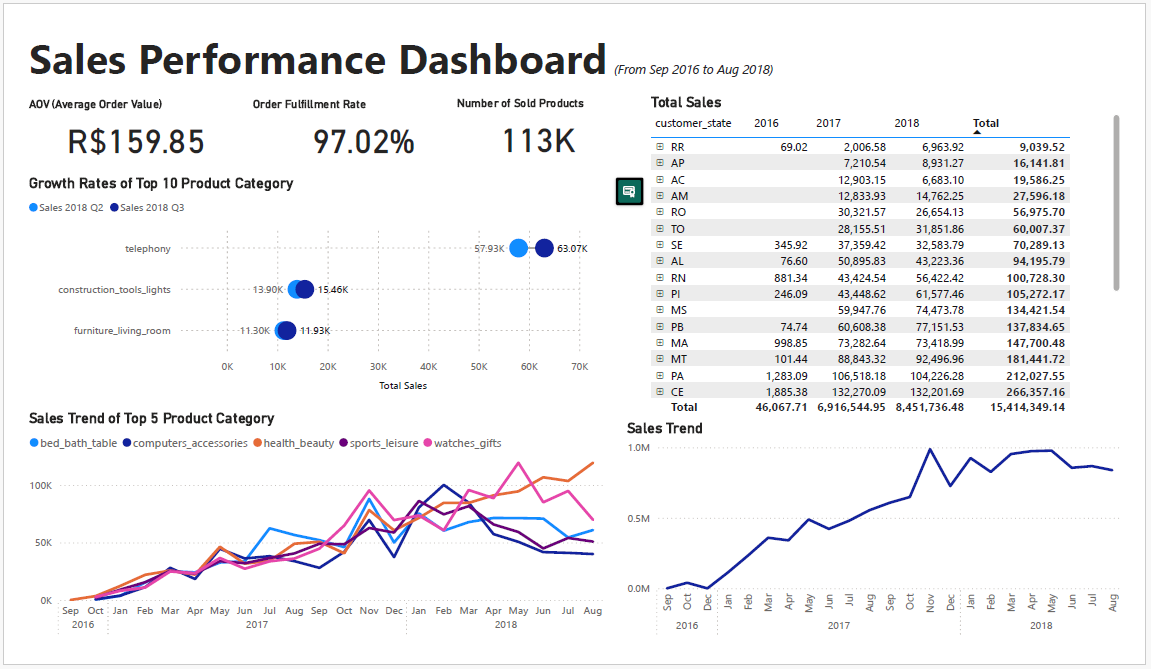 Sales Performance Dashboard (From Sep 2016 to Aug 2018)
AOV (Average Order Value)
R$159.85
Order Fulfillment Rate
97.02%
Number of Sold Products
113K
Growth Rates of Top 10 Product Category
Sales 2018 Q2 Sales 2018 Q3
telephony 57.93K 63.07K
construction_tools_lights 13.90K 15.46K
furniture_living_room 11.30K 11.93K
0K 10K 20K 30K 40K 50K 60K 70K
Total Sales
Total Sales
customer_state 2016 2017 2018 Total
RR 69.02 2,006.58 6,963.92 9,039.52
AP 7,210.54 8,931.27 16,141.81
AC 12,903.15 6,683.10 19,586.25
AM 12,833.93 14,762.25 27,596.18
RO 30,321.57 26,654.13 56,975.70
TO 28,155.51 31,851.86 60,007.37
SE 345.92 37,359.42 32,583.79 70,289.13
AL 76.60 50,895.83 43,223.36 94,195.79
RN 881.34 43,424.54 56,422.42 100,728.30
PI 246.09 43,448.62 61,577.46 105,272.17
MS 59,947.76 74,473.78 134,421.54
PB 74.74 60,608.38 77,151.53 137,834.65
MA 998.85 73,282.64 73,418.99 147,700.48
MT 101.44 88,843.32 92,496.96 181,441.72
PA 1,283.09 106,518.18 104,226.28 212,027.55
CE 1,885.38 132,270.09 132,201.69 266,357.16
Total 46,067.71 6,916,544.95 8,451,736.48 15,414,349.14
Sales Trend of Top 5 Product Category
bed_bath_table computers_accessories health_beauty sports_leisure watches_gifts
100K
50K
0K
Sep Oct Jan Feb Mar Apr May Jun Jul Aug Sep Oct Nov Dec Jan Feb Mar Apr May Jun Jul Aug
2016 2017 2018
Sales Trend
1.0M
0.5M
0.0M
Sep Oct Dec Jan Feb Mar Apr May Jun Jul Aug Sep Oct Nov Dec Jan Feb Mar Apr May Jun Jul Aug
2016 2017 2018